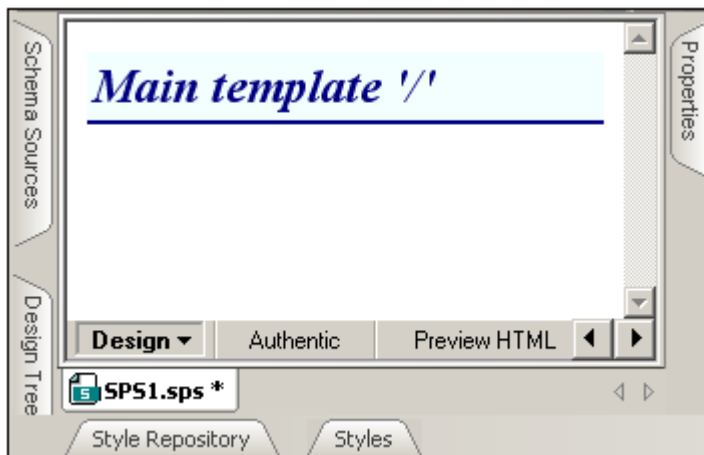 Schema Sources
Design Tree
Main template '/'
Properties
Design
Authentic
Preview HTML
SPS1.sps *
Style Repository
Styles